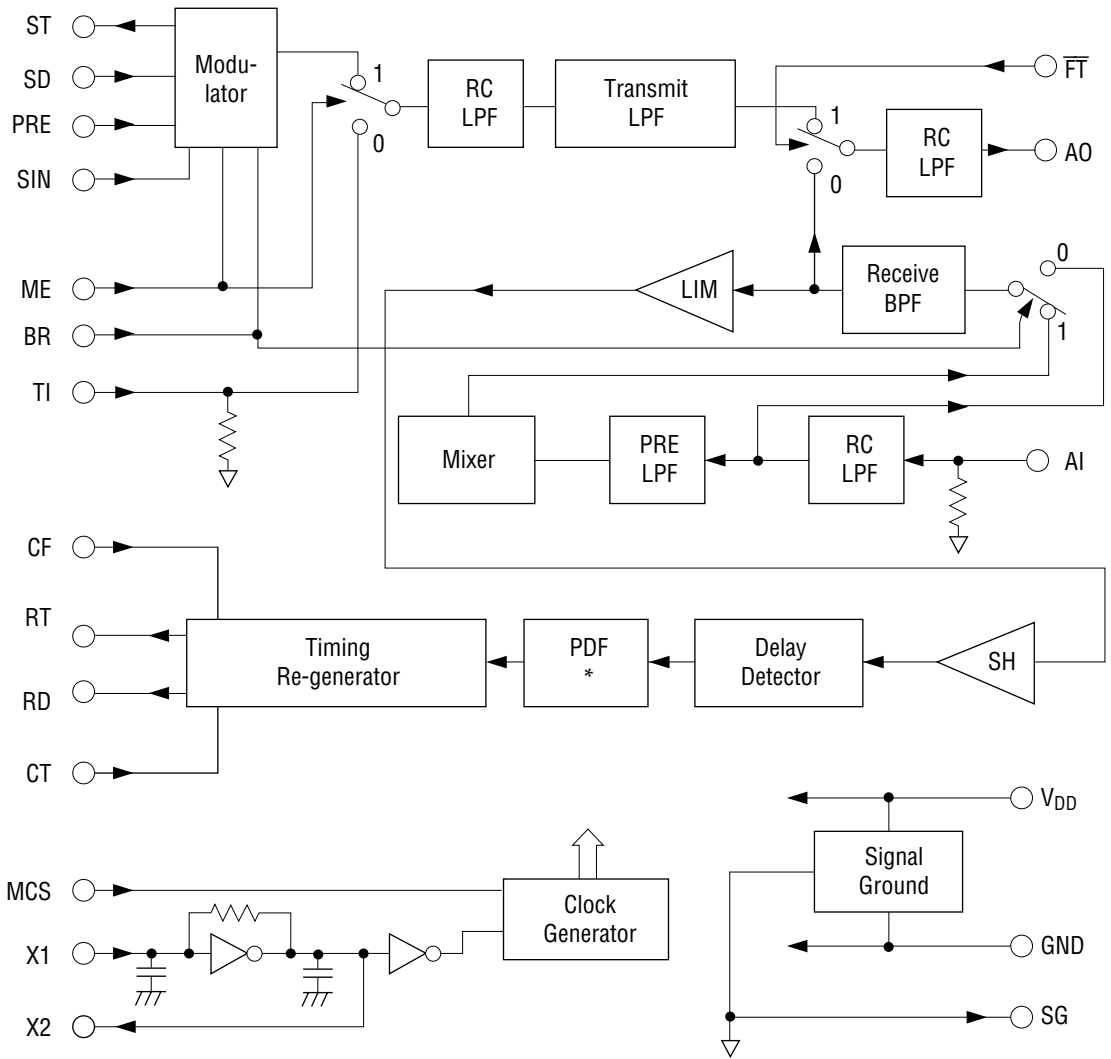 ST
SD
PRE
SIN
Modu-
lator
1
0
RC
LPF
Transmit
LPF
1
0
F̅T̅
RC
LPF
AO
ME
BR
TI
LIM
Receive
BPF
0
1
Mixer
PRE
LPF
RC
LPF
AI
CF
RT
RD
CT
Timing
Re-generator
PDF
*
Delay
Detector
SH
MCS
X1
X2
Clock
Generator
Signal
Ground
VDD
GND
SG